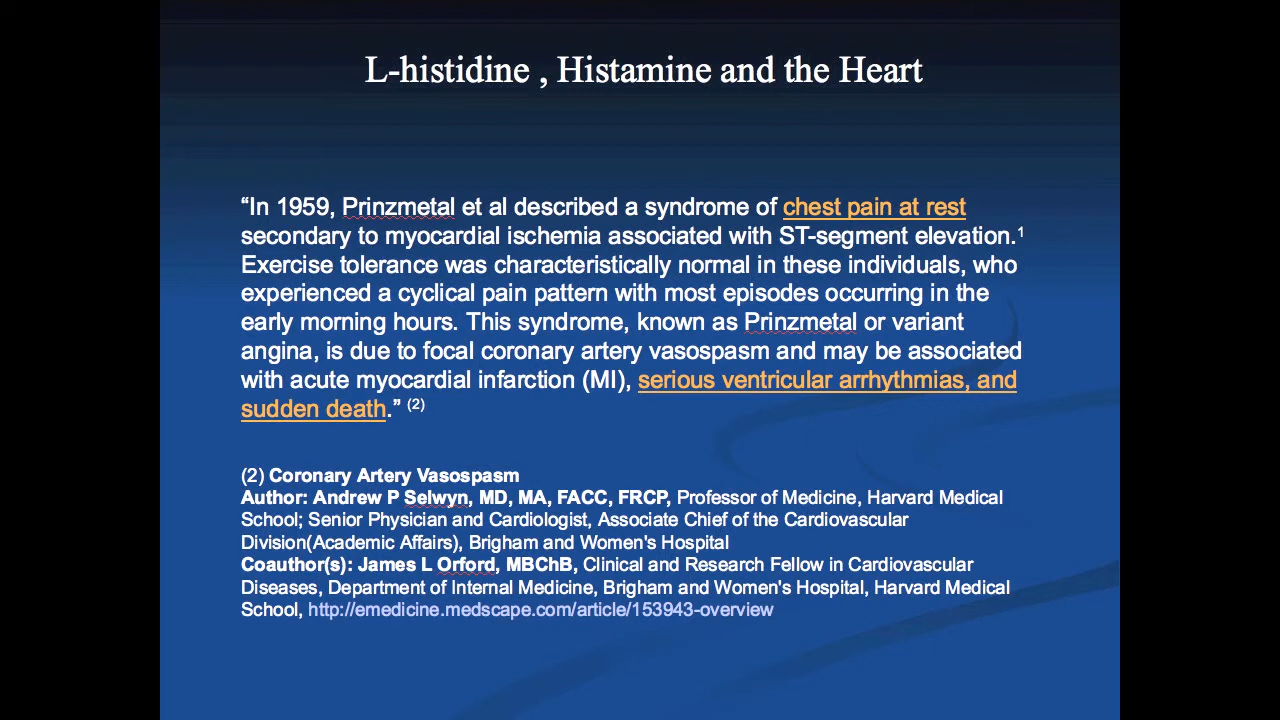 L-histidine , Histamine and the Heart
“In 1959, Prinzmetal et al described a syndrome of chest pain at rest
secondary to myocardial ischemia associated with ST-segment elevation.1
Exercise tolerance was characteristically normal in these individuals, who
experienced a cyclical pain pattern with most episodes occurring in the
early morning hours. This syndrome, known as Prinzmetal or variant
angina, is due to focal coronary artery vasospasm and may be associated
with acute myocardial infarction (MI), serious ventricular arrhythmias, and
sudden death.” (2)
(2) Coronary Artery Vasospasm
Author: Andrew P Selwyn, MD, MA, FACC, FRCP, Professor of Medicine, Harvard Medical
School; Senior Physician and Cardiologist, Associate Chief of the Cardiovascular
Division(Academic Affairs), Brigham and Women's Hospital
Coauthor(s): James L Orford, MBChB, Clinical and Research Fellow in Cardiovascular
Diseases, Department of Internal Medicine, Brigham and Women's Hospital, Harvard Medical
School, http://emedicine.medscape.com/article/153943-overview